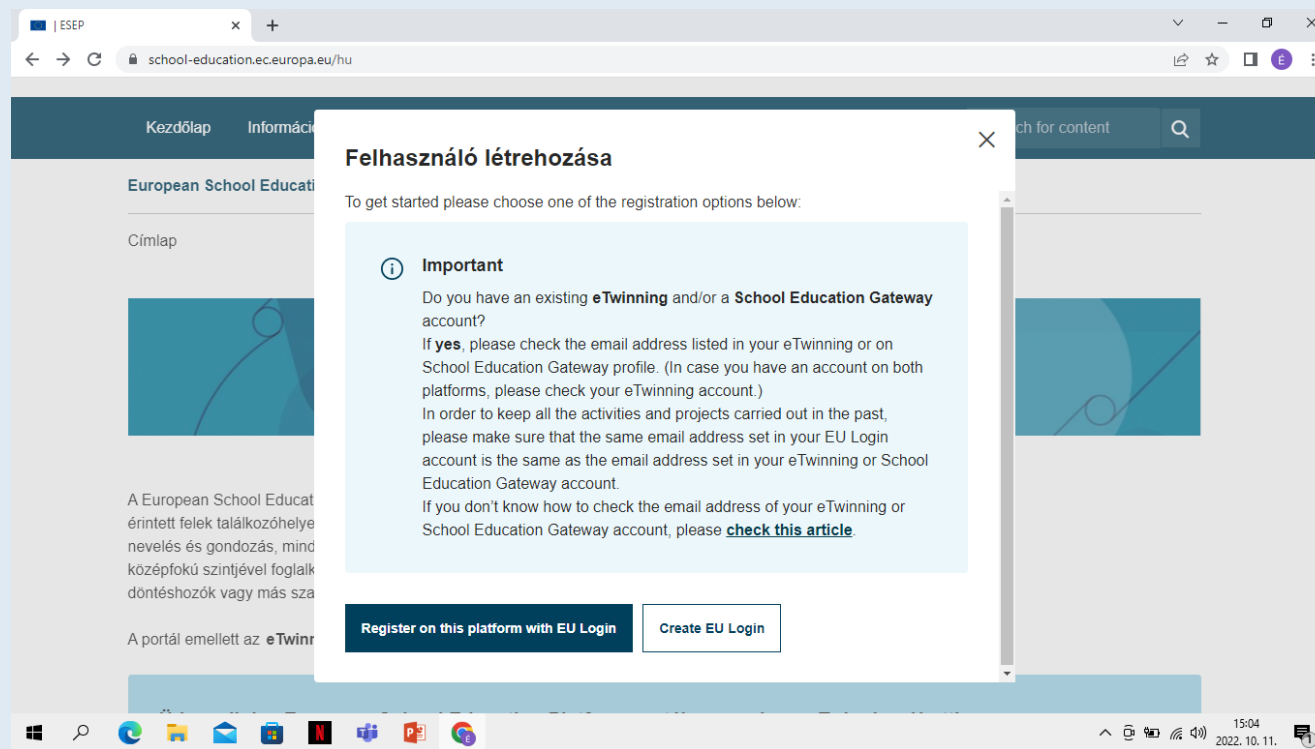 | ESEP
school-education.ec.europa.eu/hu
É
Kezdőlap
ch for content
Felhasználó létrehozása
European School
To get started please choose one of the registration options below:
Címlap
Important
Do you have an existing eTwinning and/or a School Education Gateway
account?
If yes, please check the email address listed in your eTwinning or on
School Education Gateway profile. (In case you have an account on both
platforms, please check your eTwinning account.)
In order to keep all the activities and projects carried out in the past,
please make sure that the same email address set in your EU Login
account is the same as the email address set in your eTwinning or School
Education Gateway account.
If you don’t know how to check the email address of your eTwinning or
School Education Gateway account, please check this article.
A European School
érintett felek
nevelés és gondozás,
középfokú szintjével
döntéshozók vagy más
A portál emellett az
Register on this platform with EU Login
Create EU Login
15:04
2022. 10. 11.